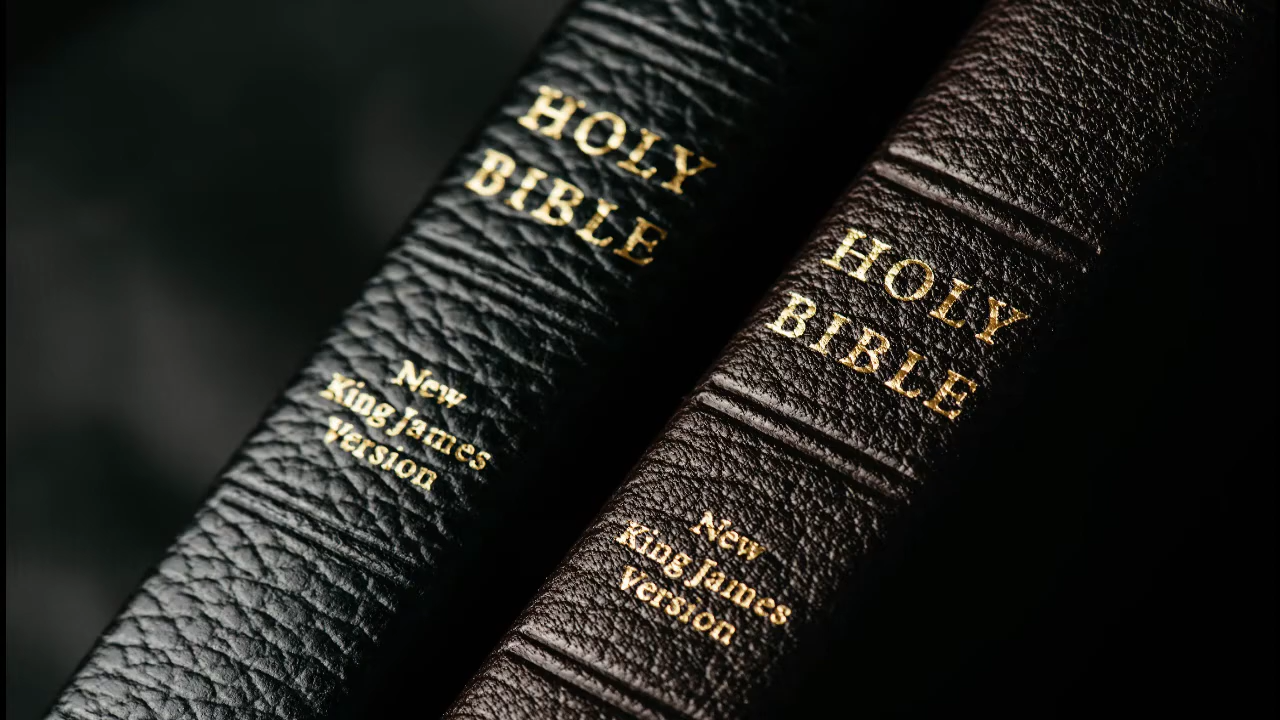 HOLY
BIBLE
New
King James
Version
HOLY
BIBLE
New
King James
Version